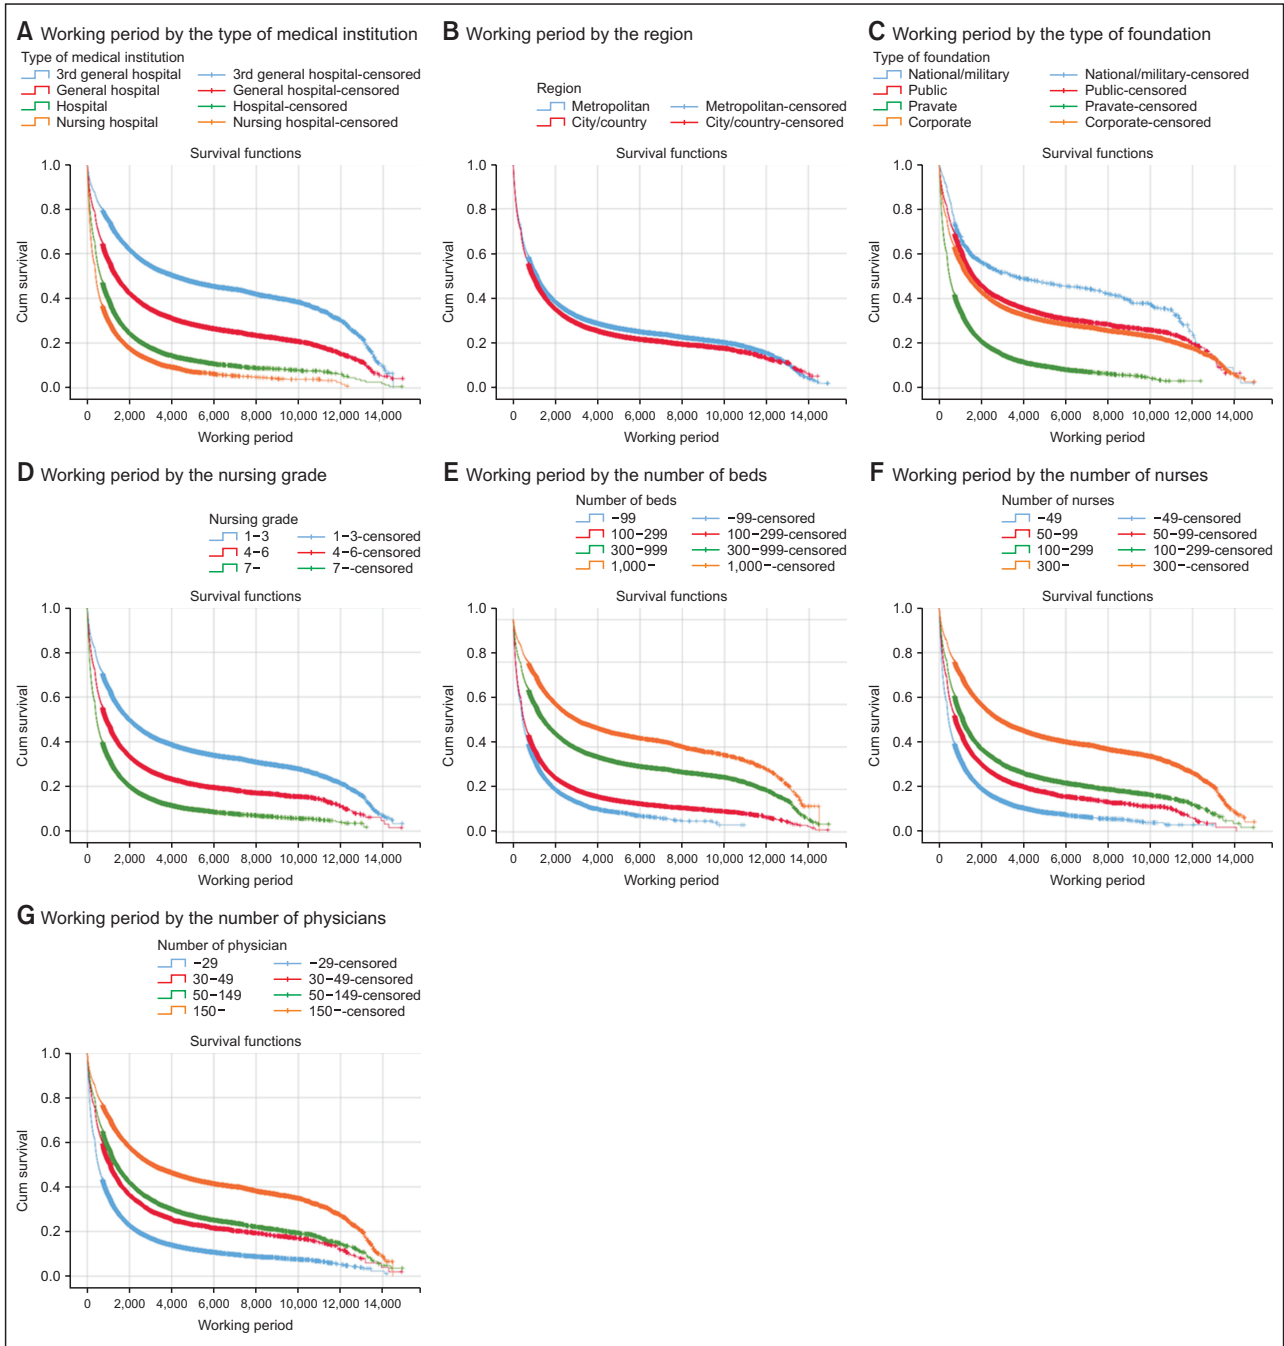 A Working period by the type of medical institution
Type of medical institution
3rd general hospital 3rd general hospital-censored
General hospital General hospital-censored
Hospital Hospital-censored
Nursing hospital Nursing hospital-censored
Survival functions
1.0
0.8
0.6
0.4
0.2
0.0
Cum survival
0 2,000 4,000 6,000 8,000 10,000 12,000 14,000
Working period
B Working period by the region
Region
Metropolitan Metropolitan-censored
City/country City/country-censored
Survival functions
1.0
0.8
0.6
0.4
0.2
0.0
Cum survival
0 2,000 4,000 6,000 8,000 10,000 12,000 14,000
Working period
C Working period by the type of foundation
Type of foundation
National/military National/military-censored
Public Public-censored
Pravate Pravate-censored
Corporate Corporate-censored
Survival functions
1.0
0.8
0.6
0.4
0.2
0.0
Cum survival
0 2,000 4,000 6,000 8,000 10,000 12,000 14,000
Working period
D Working period by the nursing grade
Nursing grade
1−3 1−3-censored
4−6 4−6-censored
7− 7−-censored
Survival functions
1.0
0.8
0.6
0.4
0.2
0.0
Cum survival
0 2,000 4,000 6,000 8,000 10,000 12,000 14,000
Working period
E Working period by the number of beds
Number of beds
−99 −99-censored
100−299 100−299-censored
300−999 300−999-censored
1,000− 1,000−-censored
Survival functions
1.0
0.8
0.6
0.4
0.2
0.0
Cum survival
0 2,000 4,000 6,000 8,000 10,000 12,000 14,000
Working period
F Working period by the number of nurses
Number of nurses
−49 −49-censored
50−99 50−99-censored
100−299 100−299-censored
300− 300−-censored
Survival functions
1.0
0.8
0.6
0.4
0.2
0.0
Cum survival
0 2,000 4,000 6,000 8,000 10,000 12,000 14,000
Working period
G Working period by the number of physicians
Number of physician
−29 −29-censored
30−49 30−49-censored
50−149 50−149-censored
150− 150−-censored
Survival functions
1.0
0.8
0.6
0.4
0.2
0.0
Cum survival
0 2,000 4,000 6,000 8,000 10,000 12,000 14,000
Working period